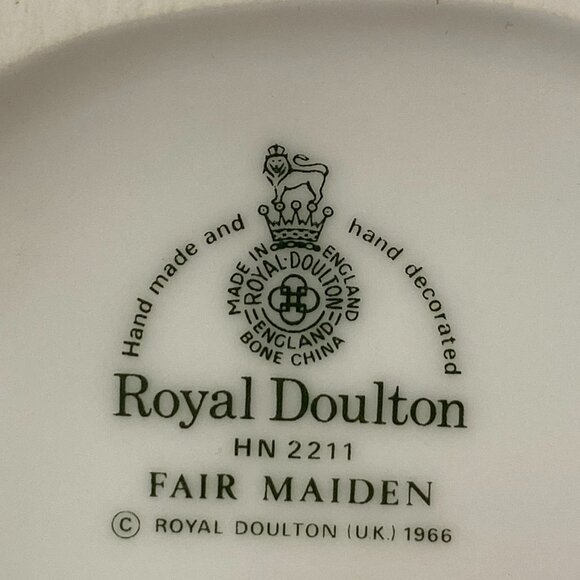 Hand made and hand decorated
MADE IN ENGLAND
ROYAL·DOULTON
ENGLAND
BONE CHINA
Royal Doulton
HN 2211
FAIR MAIDEN
© ROYAL DOULTON (UK.) 1966